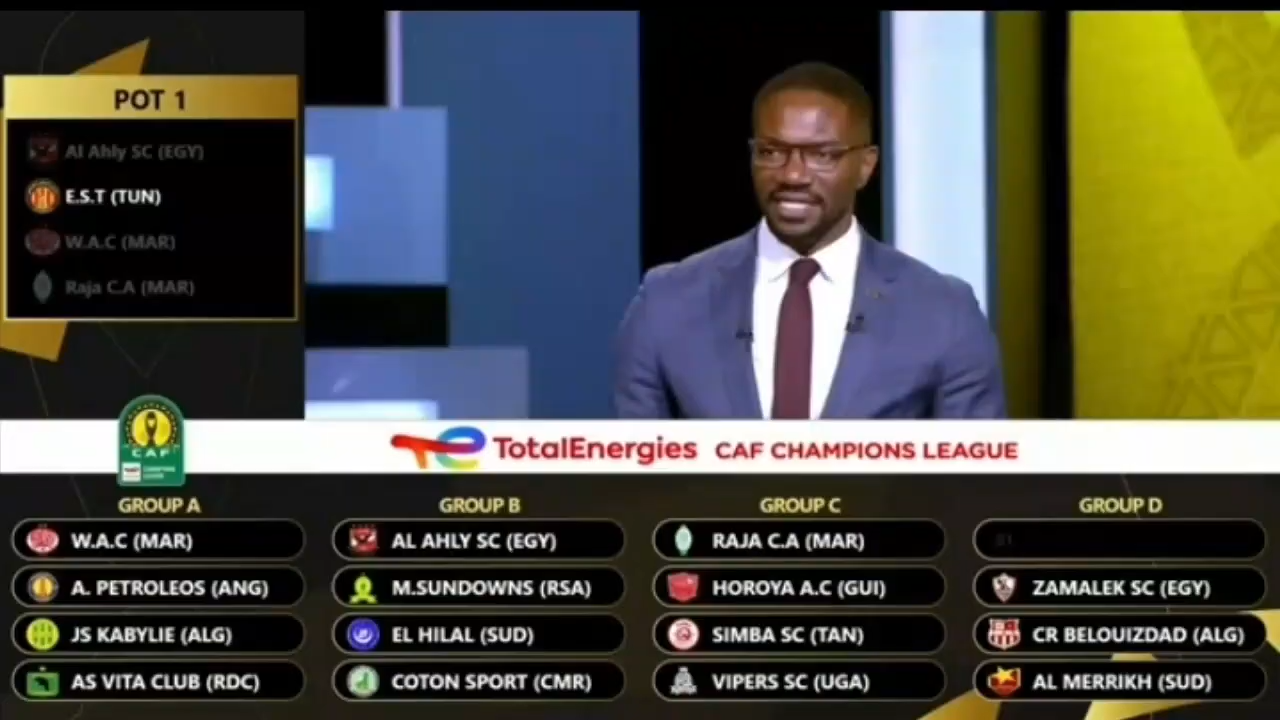 POT 1
Al Ahly SC (EGY)
E.S.T (TUN)
W.A.C (MAR)
Raja C.A (MAR)
CAF
TotalEnergies CAF CHAMPIONS LEAGUE
GROUP A
W.A.C (MAR)
A. PETROLEOS (ANG)
JS KABYLIE (ALG)
AS VITA CLUB (RDC)
GROUP B
AL AHLY SC (EGY)
M.SUNDOWNS (RSA)
EL HILAL (SUD)
COTON SPORT (CMR)
GROUP C
RAJA C.A (MAR)
HOROYA A.C (GUI)
SIMBA SC (TAN)
VIPERS SC (UGA)
GROUP D
ZAMALEK SC (EGY)
CR BELOUIZDAD (ALG)
AL MERRIKH (SUD)